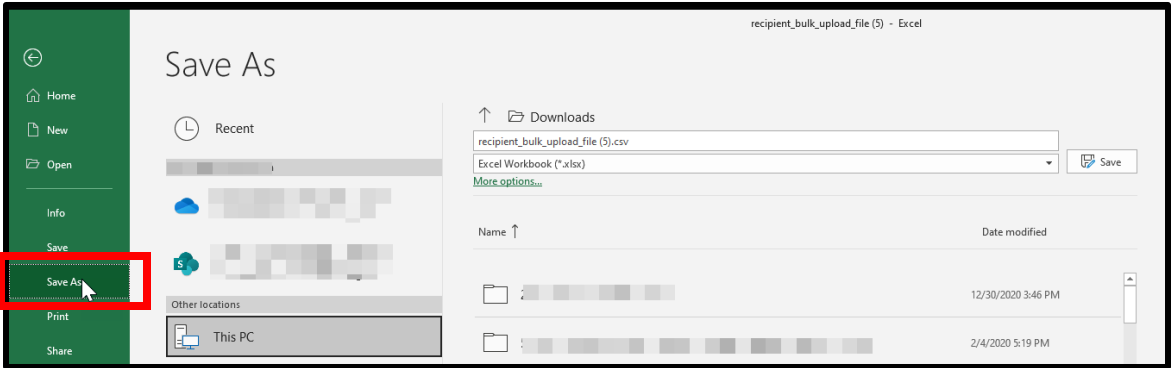 recipient_bulk_upload_file (5) - Excel
Home
New
Open
Info
Save
Save As
Print
Share
Save As
Recent
S
Other locations
This PC
Downloads
recipient_bulk_upload_file (5).csv
Excel Workbook (*.xlsx)
Save
More options...
Name
Date modified
12/30/2020 3:46 PM
2/4/2020 5:19 PM